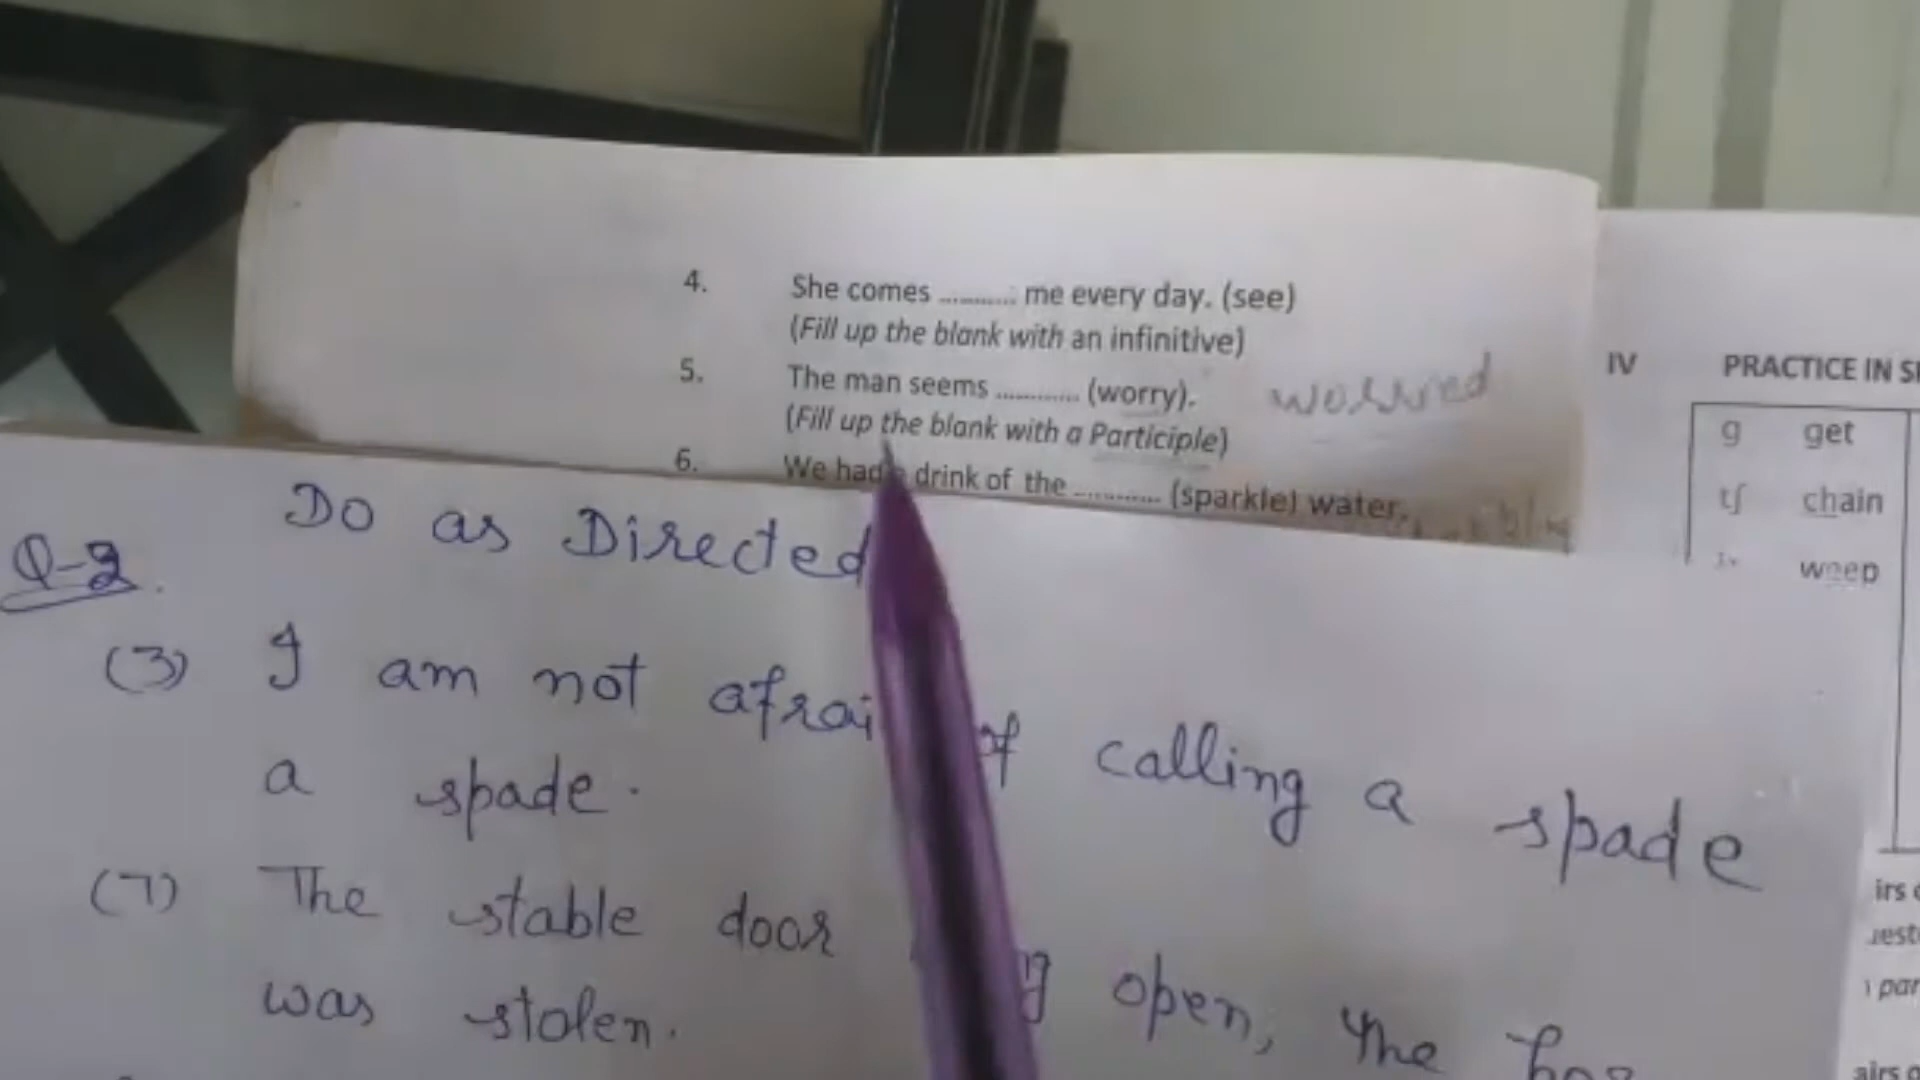 4. She comes ........... me every day. (see)
(Fill up the blank with an infinitive)
5. The man seems ............ (worry). worried
(Fill up the blank with a Participle)
6. We had drink of the ............ (sparkle) water.
IV PRACTICE IN
g get
tʃ chain
weep
Do as Directed
Q-2.
(3) I am not of calling a spade
a spade.
(7) The stable door open, the
was stolen.